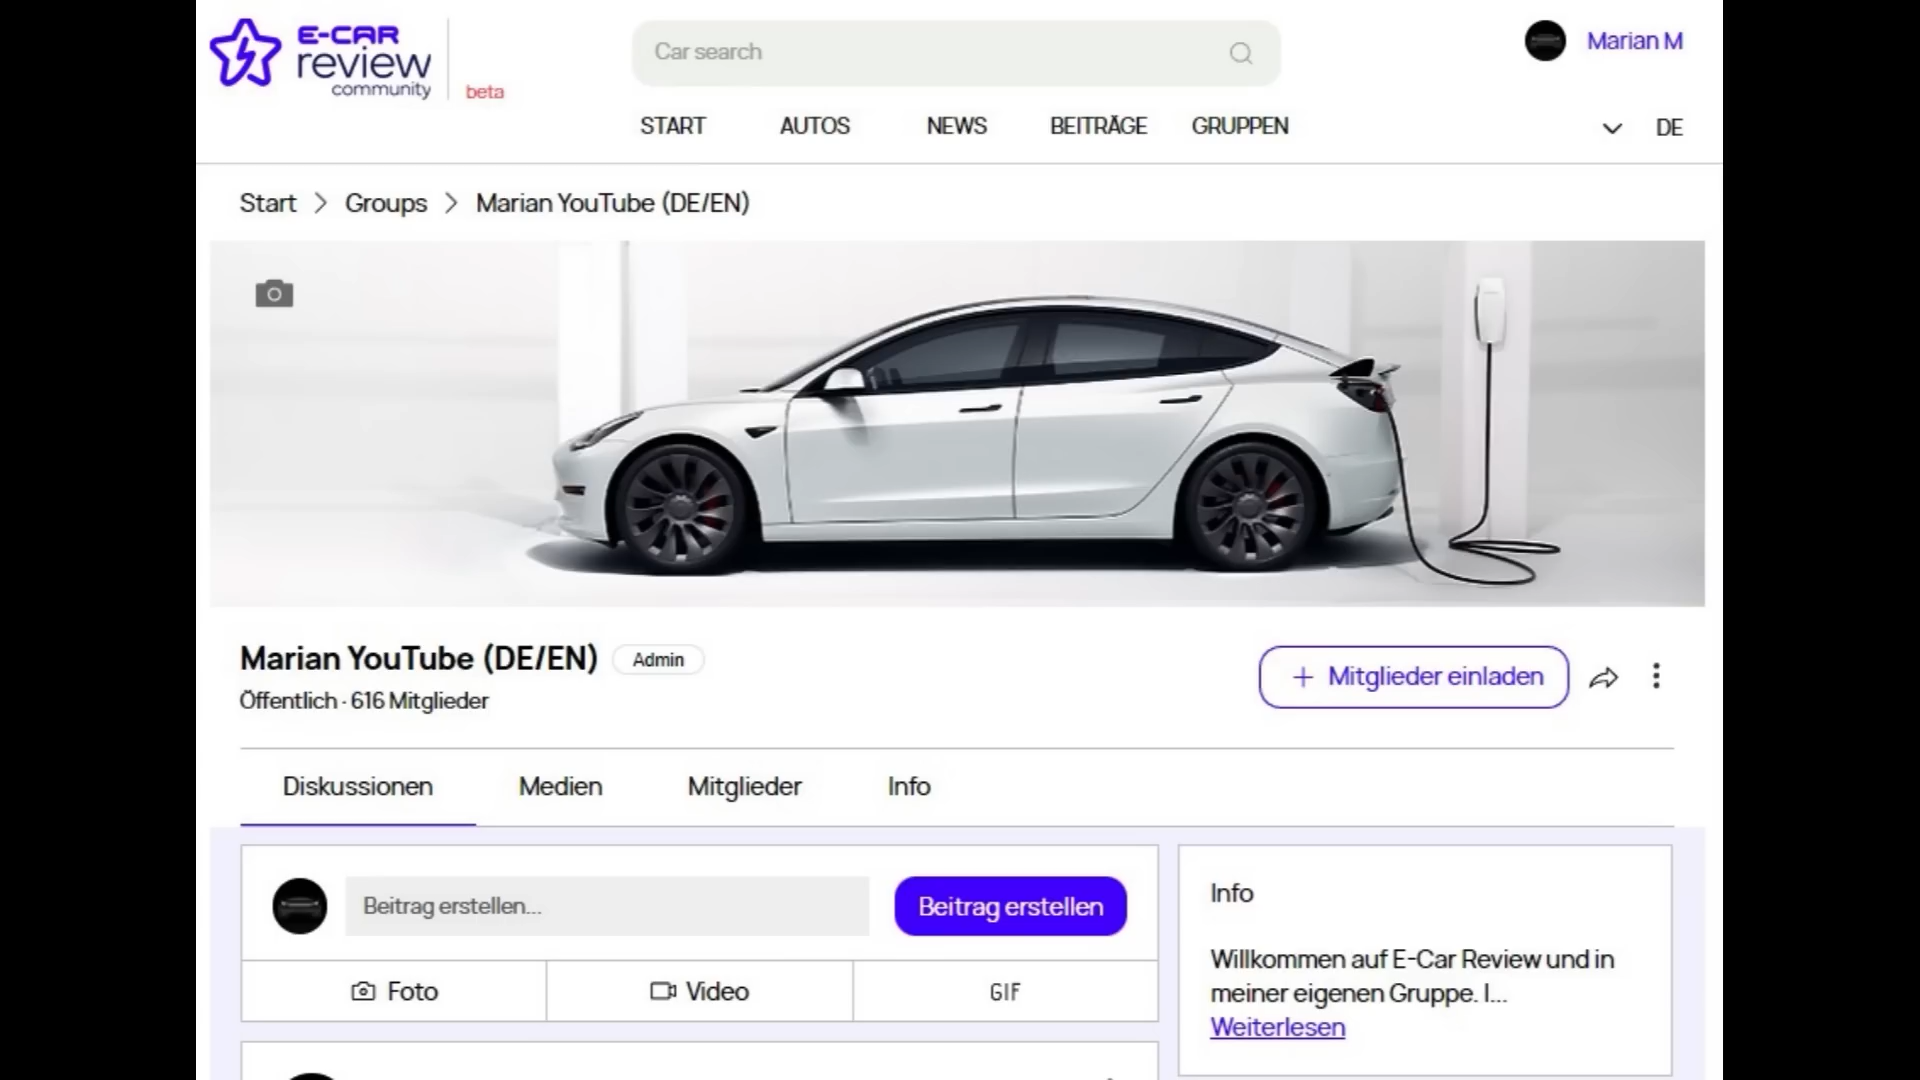 E-CAR
review
community
beta
Car search
Marian M
START AUTOS NEWS BEITRÄGE GRUPPEN
DE
Start > Groups > Marian YouTube (DE/EN)
Marian YouTube (DE/EN) Admin
Öffentlich · 616 Mitglieder
+ Mitglieder einladen
Diskussionen Medien Mitglieder Info
Beitrag erstellen...
Beitrag erstellen
Foto Video GIF
Info
Willkommen auf E-Car Review und in
meiner eigenen Gruppe. I...
Weiterlesen